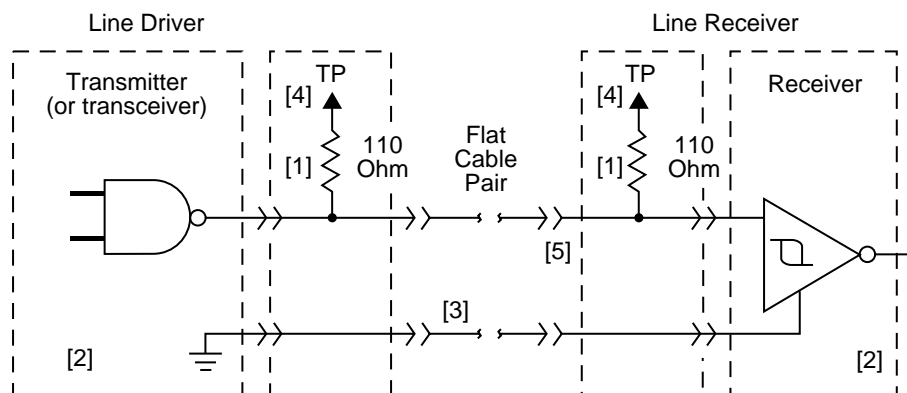 Line Driver
Line Receiver
Transmitter
(or transceiver)
TP
[4]
[1]
110
Ohm
Flat
Cable
Pair
TP
[4]
[1]
110
Ohm
Receiver
[5]
[3]
[2]
[2]